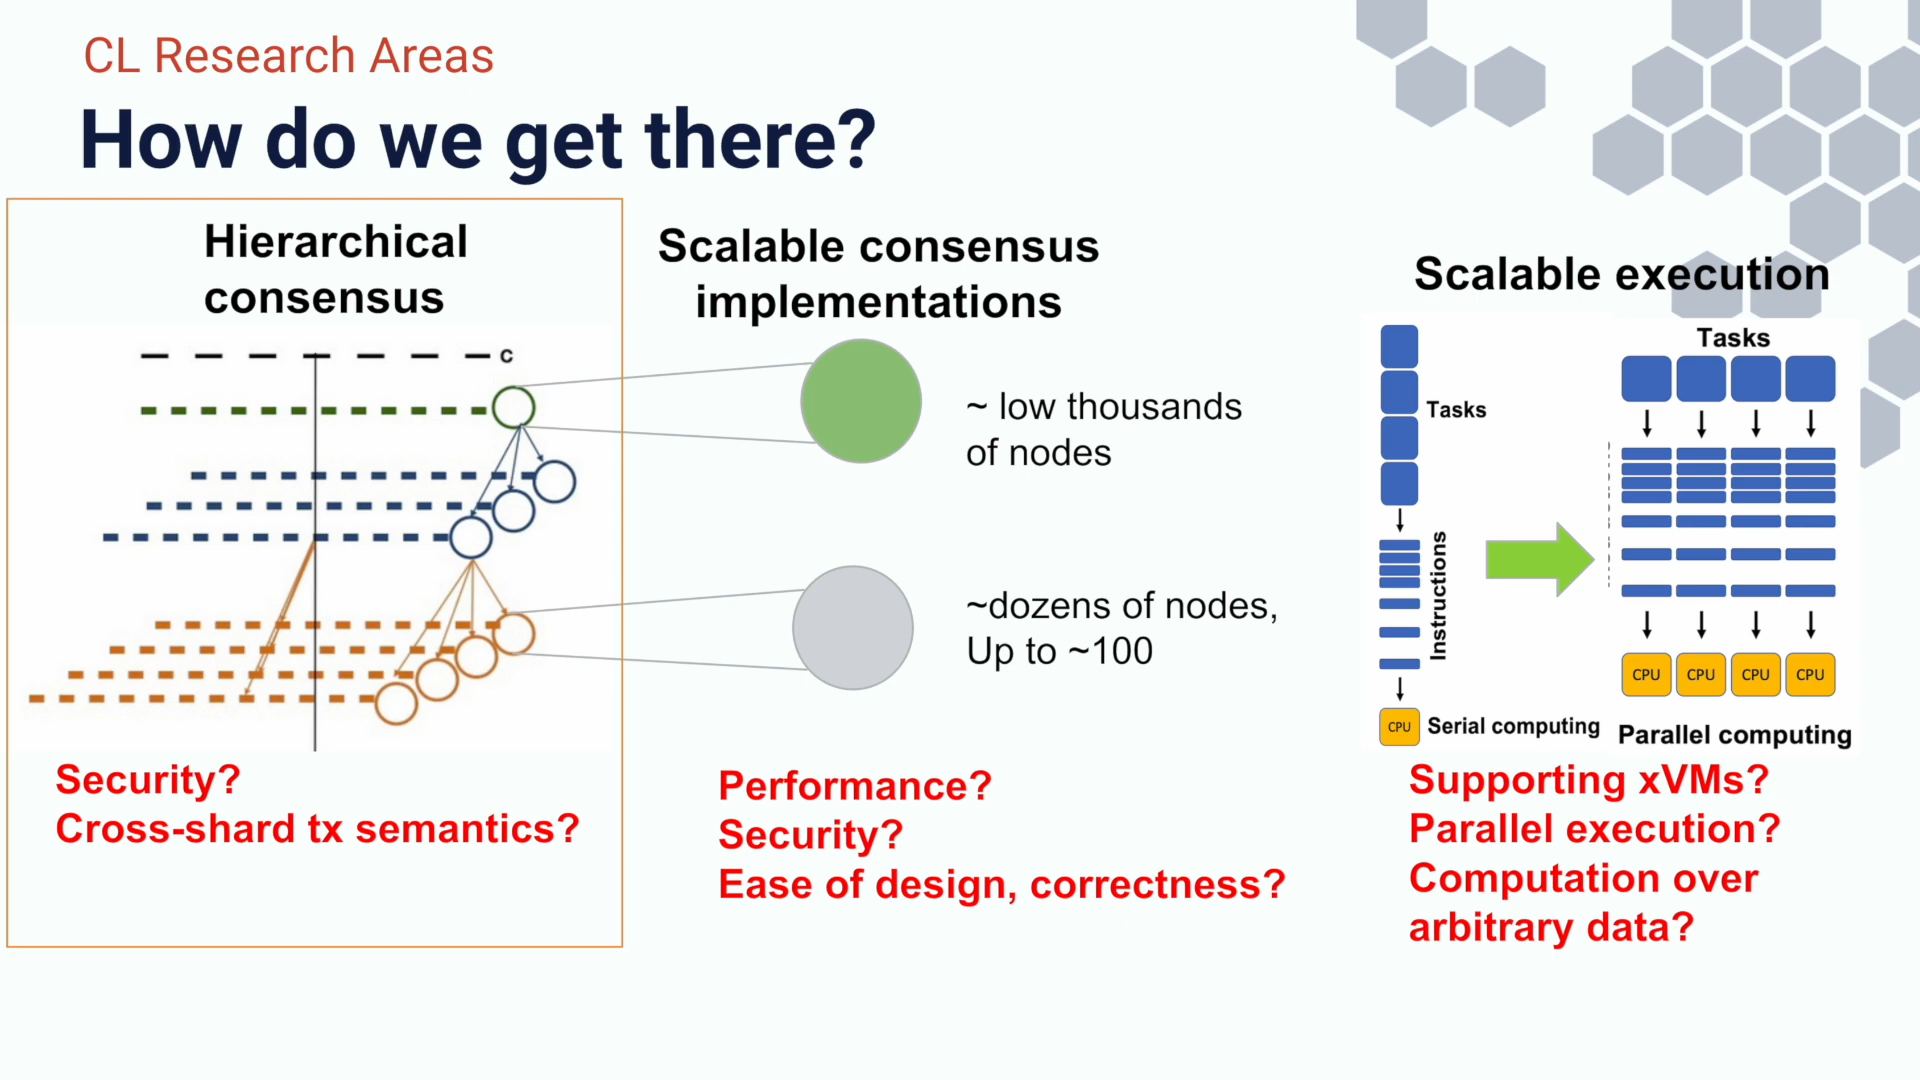 CL Research Areas
How do we get there?
Hierarchical
consensus
c
Security?
Cross-shard tx semantics?
Scalable consensus
implementations
~ low thousands
of nodes
~dozens of nodes,
Up to ~100
Performance?
Security?
Ease of design, correctness?
Scalable execution
Tasks
Instructions
CPU
Serial computing
Tasks
CPU CPU CPU CPU
Parallel computing
Supporting xVMs?
Parallel execution?
Computation over
arbitrary data?